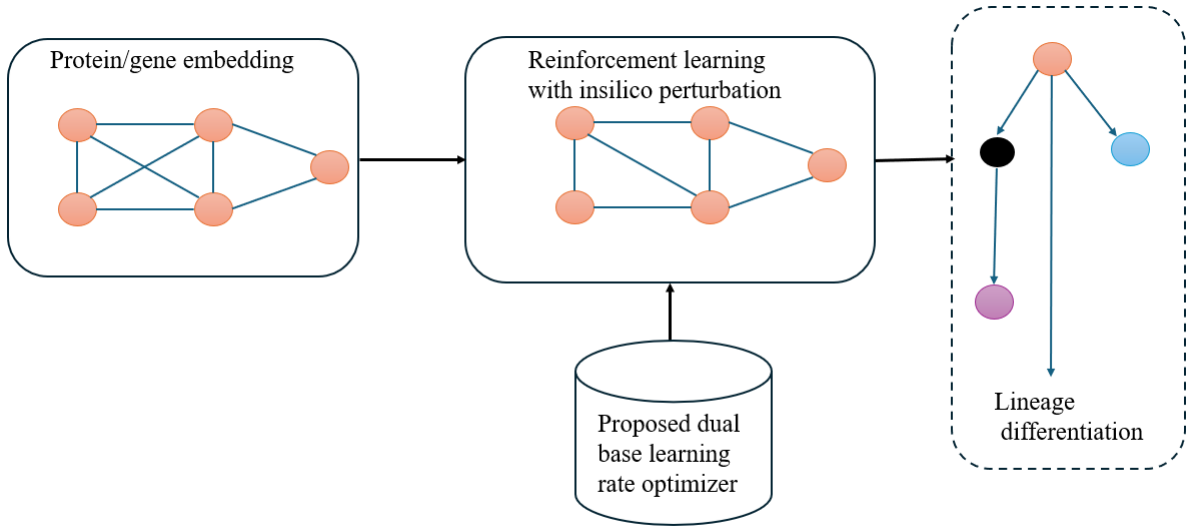 Protein/gene embedding
Reinforcement learning
with insilico perturbation
Proposed dual
base learning
rate optimizer
Lineage
differentiation